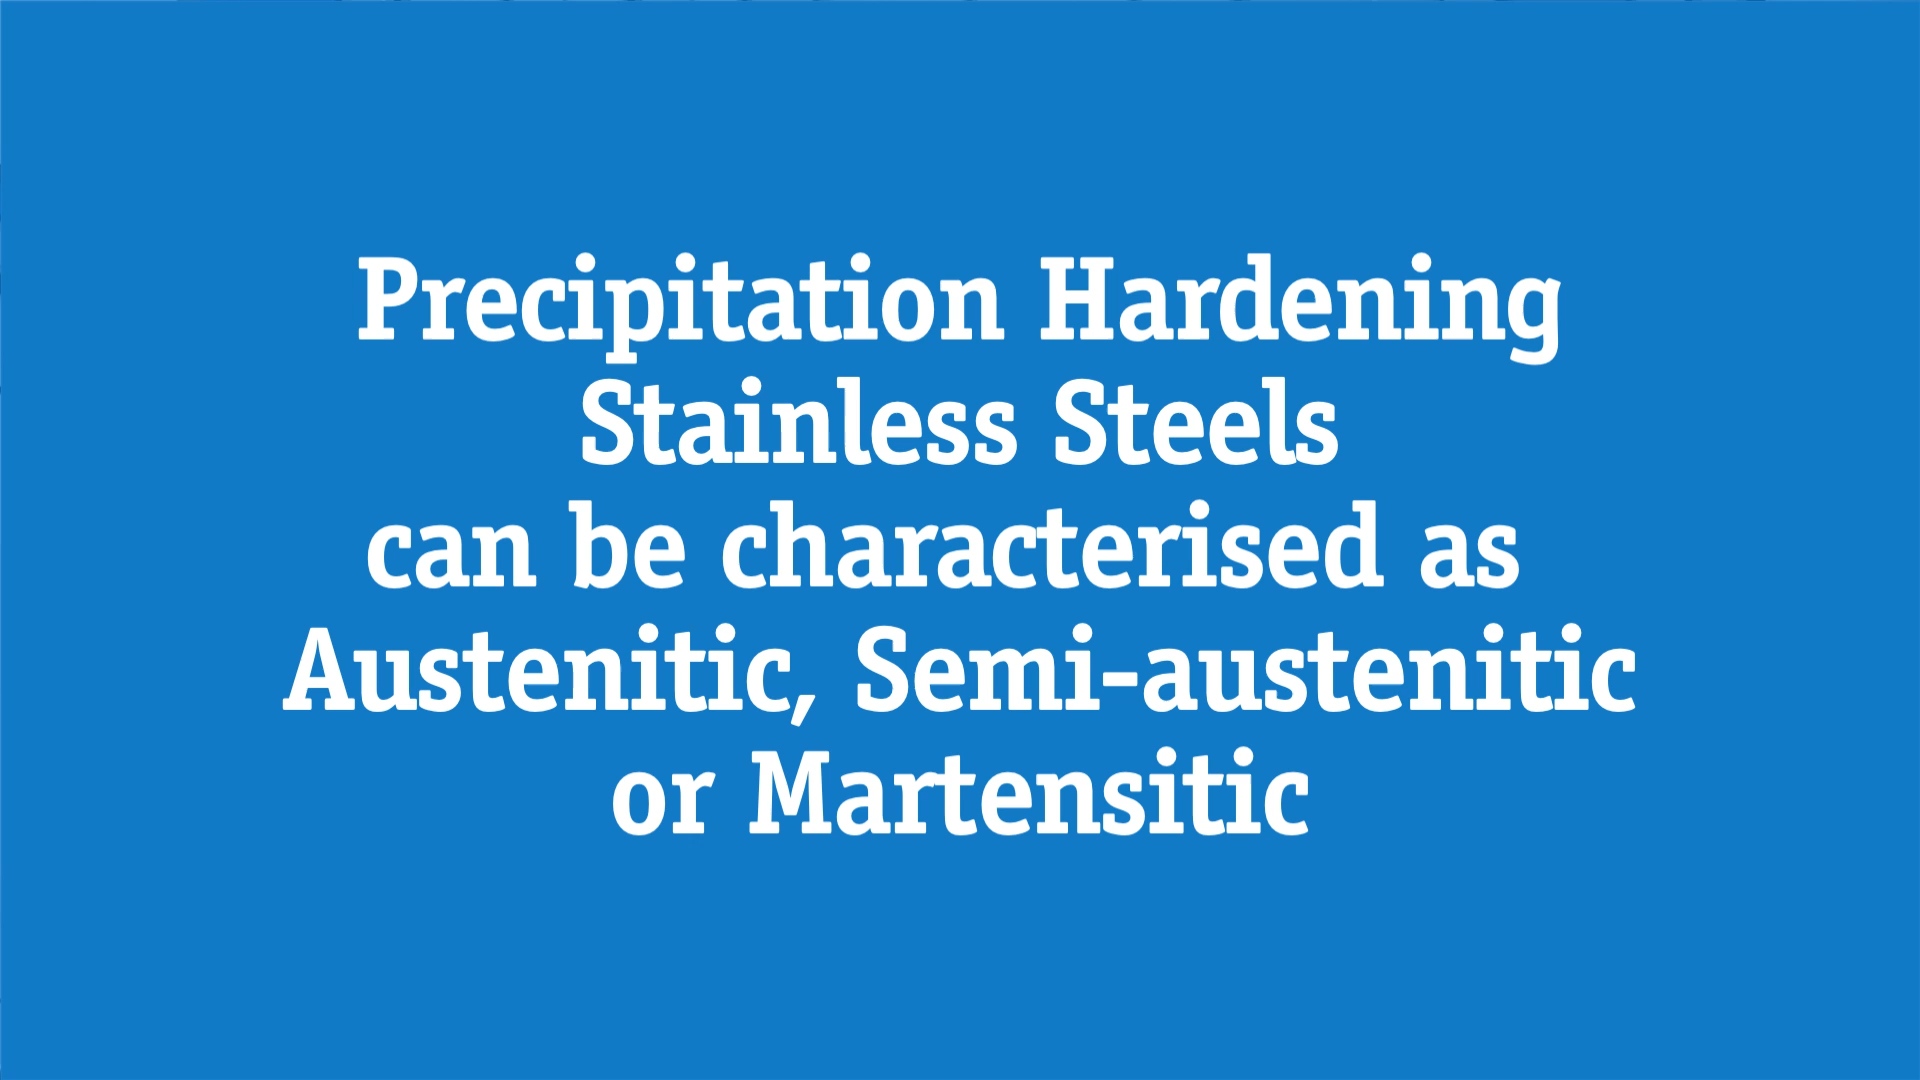 Precipitation Hardening
Stainless Steels
can be characterised as
Austenitic, Semi-austenitic
or Martensitic